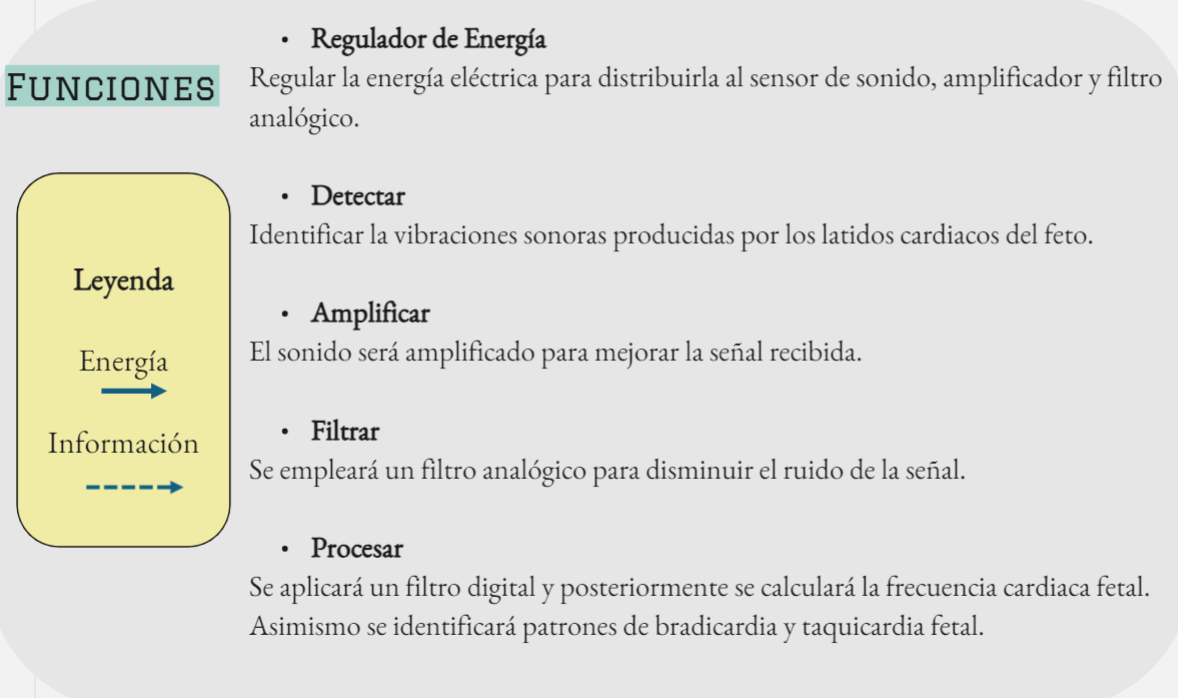 FUNCIONES
• Regulador de Energía
Regular la energía eléctrica para distribuirla al sensor de sonido, amplificador y filtro
analógico.
• Detectar
Identificar la vibraciones sonoras producidas por los latidos cardiacos del feto.
• Amplificar
El sonido será amplificado para mejorar la señal recibida.
• Filtrar
Se empleará un filtro analógico para disminuir el ruido de la señal.
• Procesar
Se aplicará un filtro digital y posteriormente se calculará la frecuencia cardiaca fetal.
Asimismo se identificará patrones de bradicardia y taquicardia fetal.
Leyenda
Energía
Información